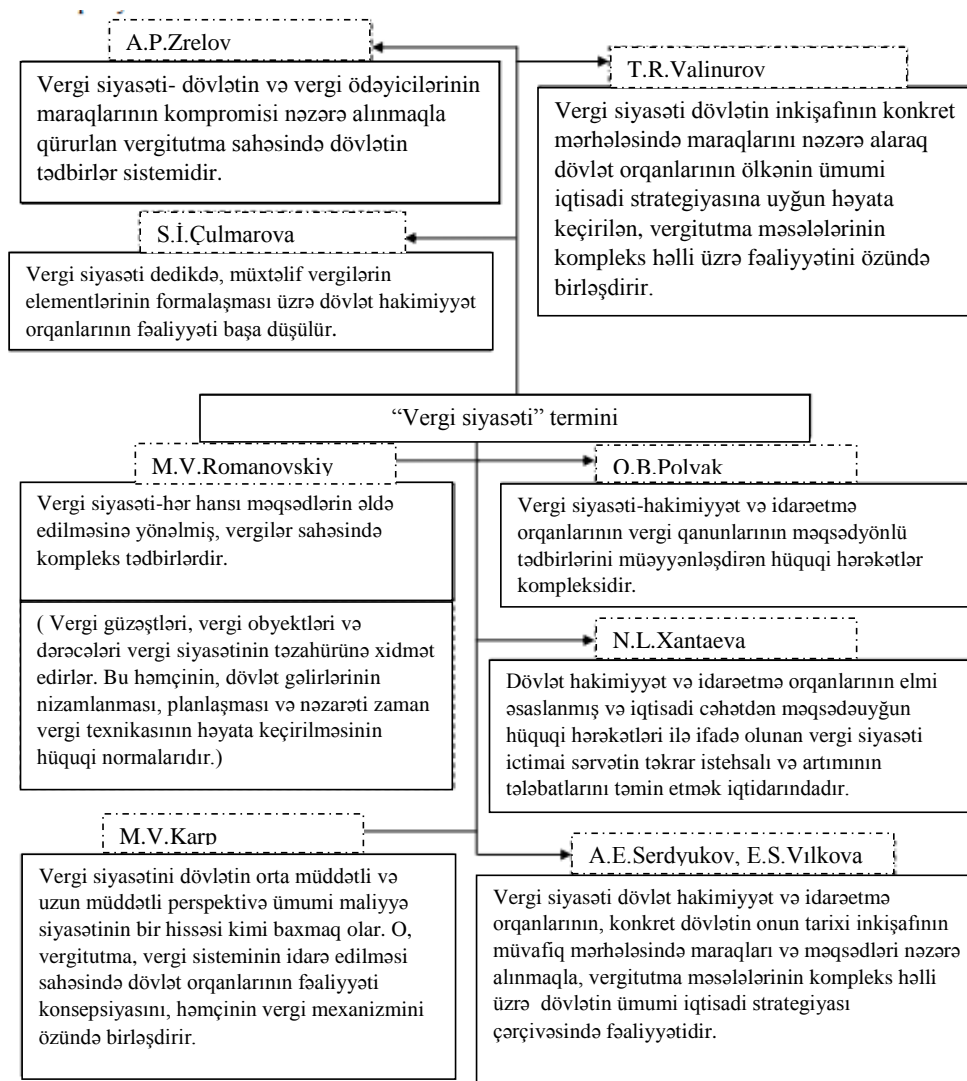 A.P.Zrelov
Vergi siyasəti- dövlətin və vergi ödəyicilərinin
maraqlarının kompromisi nəzərə alınmaqla
qürurlan vergitutma sahəsində dövlətin
tədbirlər sistemidir.
T.R.Valinurov
Vergi siyasəti dövlətin inkişafının konkret
mərhələsində maraqlarını nəzərə alaraq
dövlət orqanlarının ölkənin ümumi
iqtisadi strategiyasına uyğun həyata
keçirilən, vergitutma məsələlərinin
kompleks həlli üzrə fəaliyyətini özündə
birləşdirir.
S.İ.Çulmarova
Vergi siyasəti dedikdə, müxtəlif vergilərin
elementlərinin formalaşması üzrə dövlət hakimiyyət
orqanlarının fəaliyyəti başa düşülür.
“Vergi siyasəti” termini
M.V.Romanovskiy
Vergi siyasəti-hər hansı məqsədlərin əldə
edilməsinə yönəlmiş, vergilər sahəsində
kompleks tədbirlərdir.
( Vergi güzəştləri, vergi obyektləri və
dərəcələri vergi siyasətinin təzahürünə xidmət
edirlər. Bu həmçinin, dövlət gəlirlərinin
nizamlanması, planlaşması və nəzarəti zaman
vergi texnikasının həyata keçirilməsinin
hüquqi normalarıdır.)
O.B.Polyak
Vergi siyasəti-hakimiyyət və idarəetmə
orqanlarının vergi qanunlarının məqsədyönlü
tədbirlərini müəyyənləşdirən hüquqi hərəkətlər
kompleksidir.
N.L.Xantaeva
Dövlət hakimiyyət və idarəetmə orqanlarının elmi
əsaslanmış və iqtisadi cəhətdən məqsədəuyğun
hüquqi hərəkətləri ilə ifadə olunan vergi siyasəti
ictimai sərvətin təkrar istehsalı və artımının
tələbatlarını təmin etmək iqtidarındadır.
M.V.Karp
Vergi siyasətini dövlətin orta müddətli və
uzun müddətli perspektivə ümumi maliyyə
siyasətinin bir hissəsi kimi baxmaq olar. O,
vergitutma, vergi sisteminin idarə edilməsi
sahəsində dövlət orqanlarının fəaliyyəti
konsepsiyasını, həmçinin vergi mexanizmini
özündə birləşdirir.
A.E.Serdyukov, E.S.Vılkova
Vergi siyasəti dövlət hakimiyyət və idarəetmə
orqanlarının, konkret dövlətin onun tarixi inkişafının
müvafiq mərhələsində maraqları və məqsədləri nəzərə
alınmaqla, vergitutma məsələlərinin kompleks həlli
üzrə dövlətin ümumi iqtisadi strategiyası
çərçivəsində fəaliyyətidir.